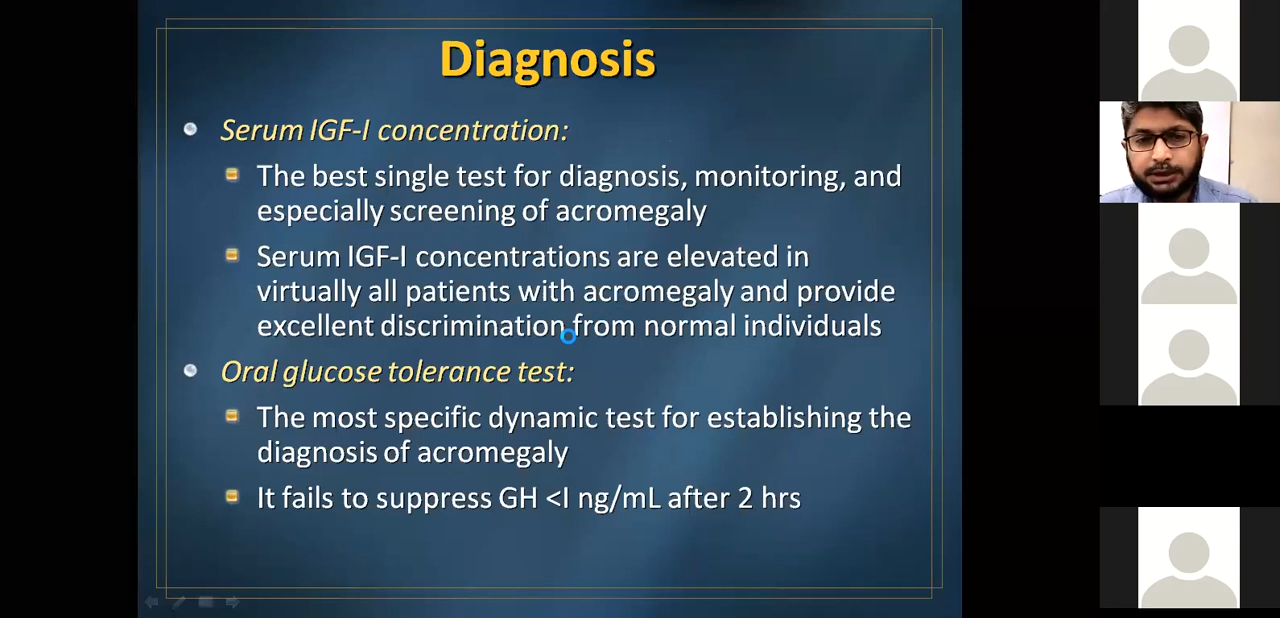 Diagnosis
Serum IGF-I concentration:
The best single test for diagnosis, monitoring, and
especially screening of acromegaly
Serum IGF-I concentrations are elevated in
virtually all patients with acromegaly and provide
excellent discrimination from normal individuals
Oral glucose tolerance test:
The most specific dynamic test for establishing the
diagnosis of acromegaly
It fails to suppress GH <I ng/mL after 2 hrs